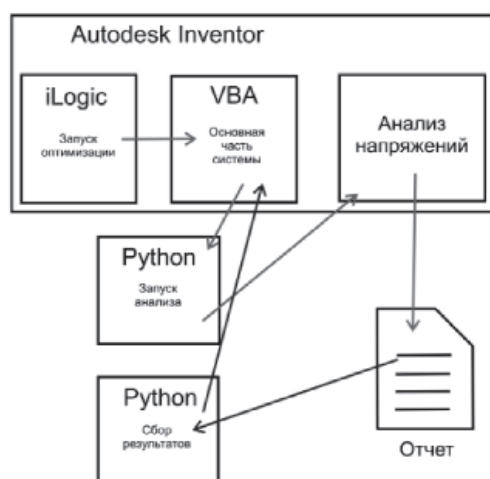 Autodesk Inventor
iLogic
Запуск
оптимизации
VBA
Основная
часть
системы
Анализ
напряжений
Python
Запуск
анализа
Python
Сбор
результатов
Отчет